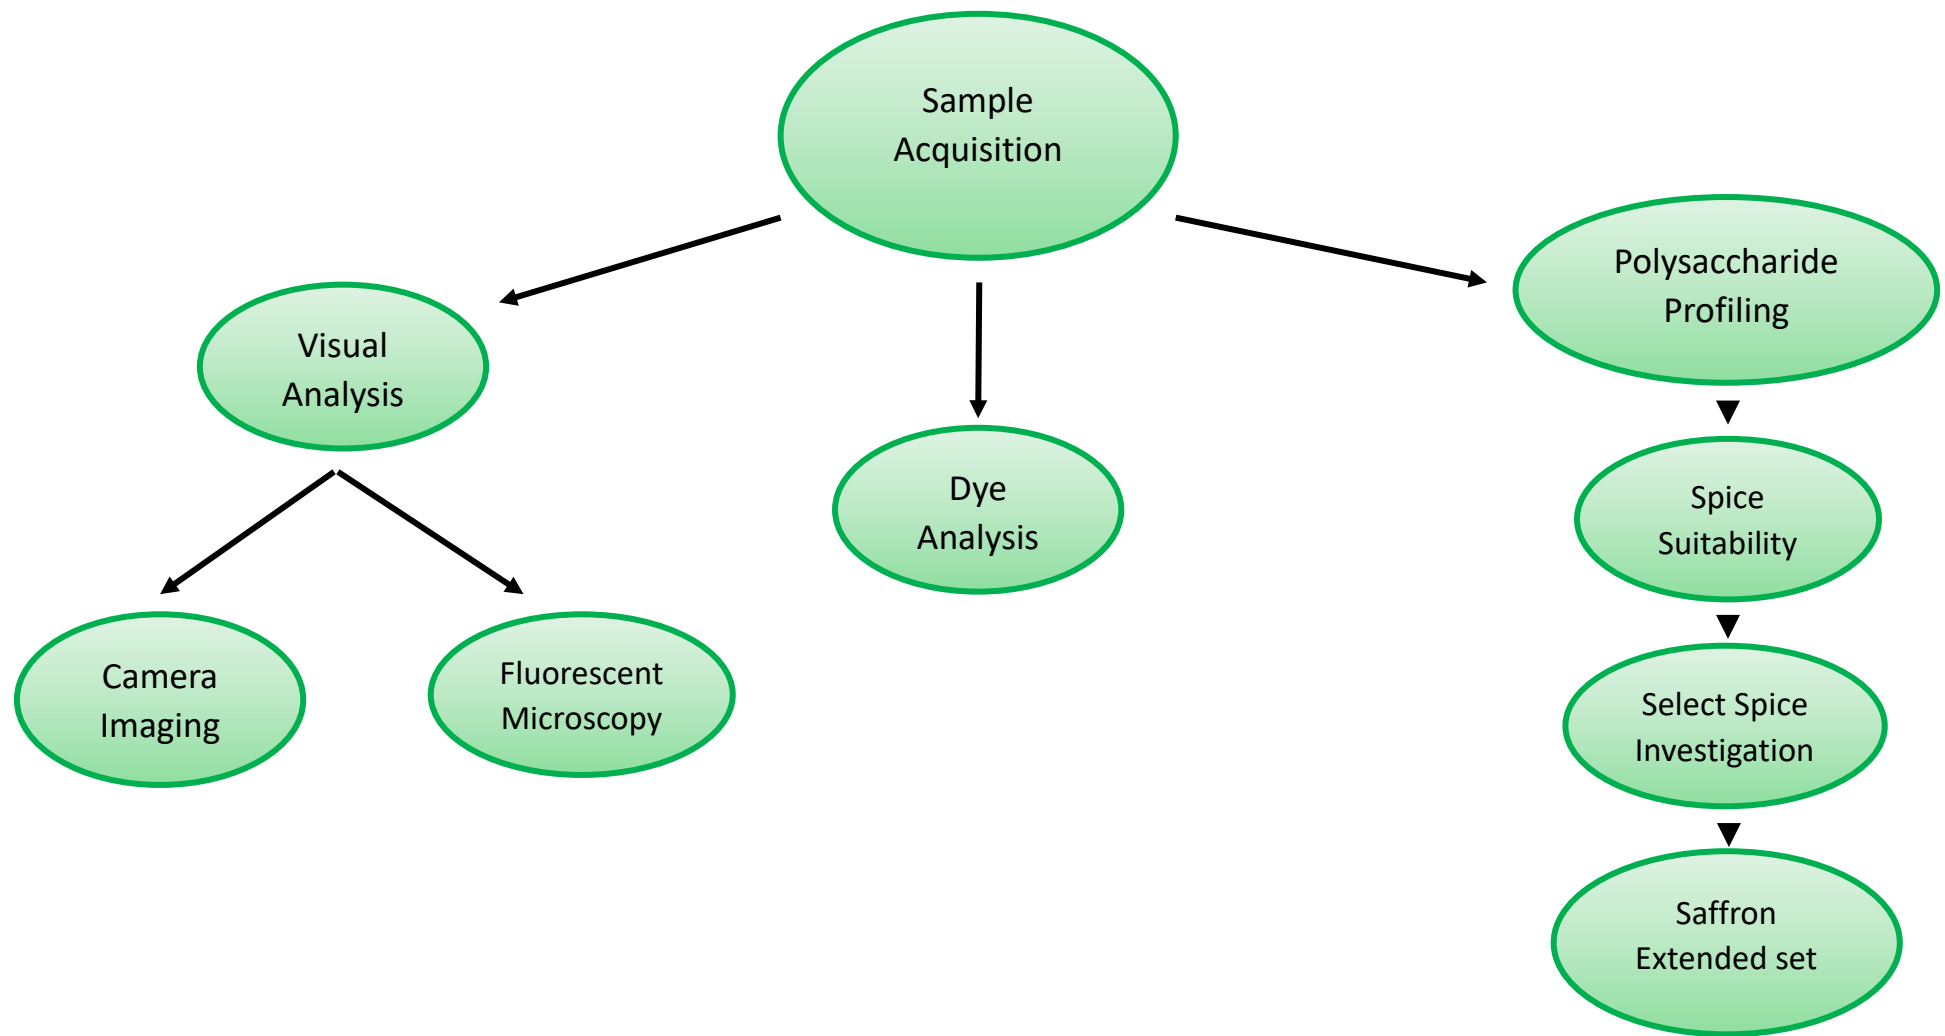 Sample
Acquisition
Polysaccharide
Profiling
Visual
Analysis
Dye
Analysis
Spice
Suitability
Camera
Imaging
Fluorescent
Microscopy
Select Spice
Investigation
Saffron
Extended set